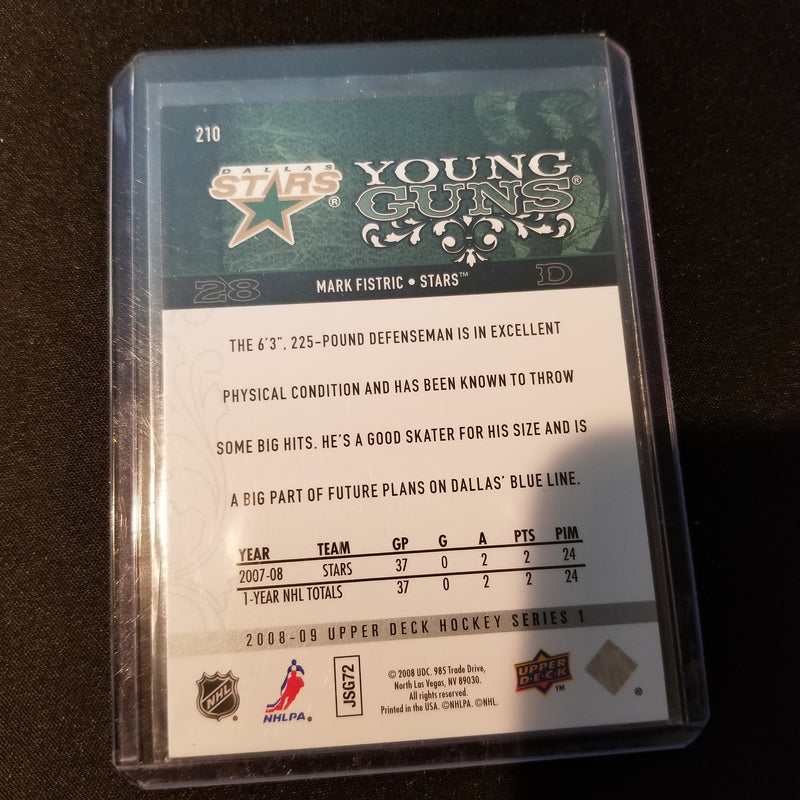 210
DALLAS
STARS®
YOUNG
GUNS®
28
MARK FISTRIC • STARS™
D
THE 6'3", 225-POUND DEFENSEMAN IS IN EXCELLENT
PHYSICAL CONDITION AND HAS BEEN KNOWN TO THROW
SOME BIG HITS. HE'S A GOOD SKATER FOR HIS SIZE AND IS
A BIG PART OF FUTURE PLANS ON DALLAS' BLUE LINE.
YEAR TEAM GP G A PTS PIM
2007-08 STARS 37 0 2 2 24
1-YEAR NHL TOTALS 37 0 2 2 24
2008-09 UPPER DECK HOCKEY SERIES 1
NHL®
NHLPA®
JSG72
© 2008 UDC. 985 Trade Drive,
North Las Vegas, NV 89030.
All rights reserved.
Printed in the USA. ©NHLPA. ©NHL.
UPPER
DECK
™
®